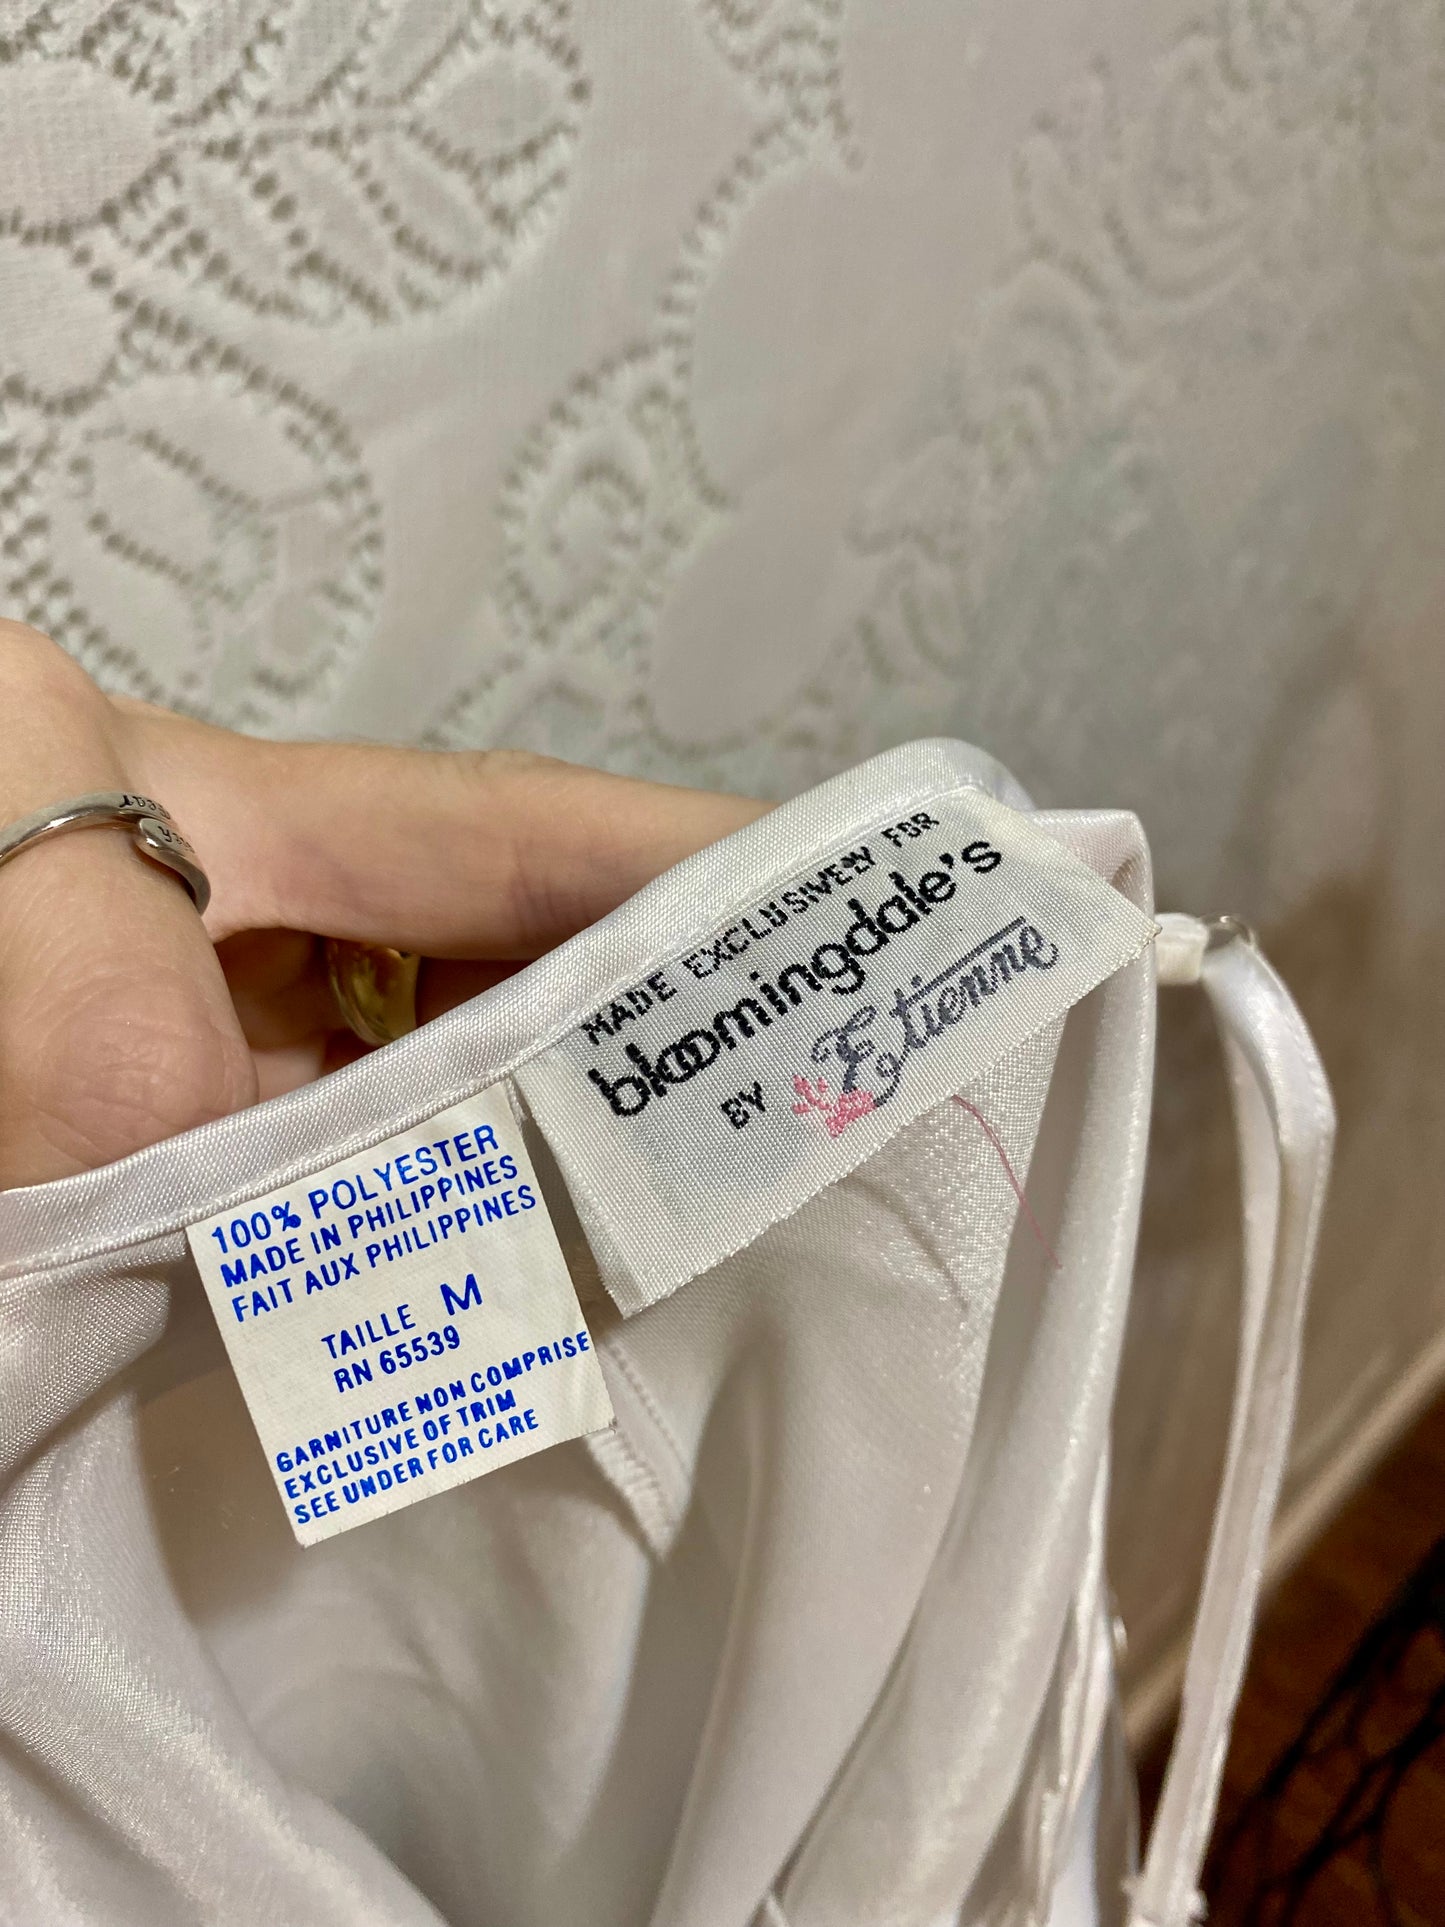 MADE EXCLUSIVELY FOR
bloomingdale's
BY Etienne
100% POLYESTER
MADE IN PHILIPPINES
FAIT AUX PHILIPPINES
TAILLE M
RN 65539
GARNITURE NON COMPRISE
EXCLUSIVE OF TRIM
SEE UNDER FOR CARE